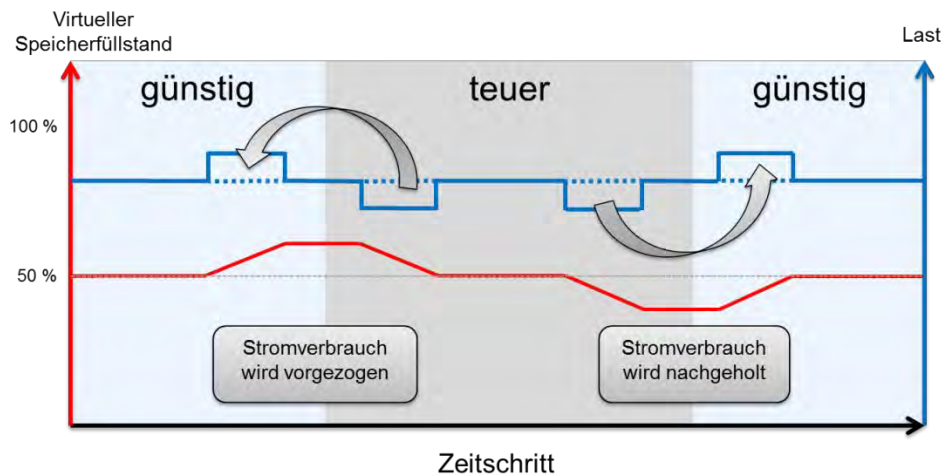 Virtueller
Speicherfüllstand
Last
günstig
teuer
günstig
100 %
50 %
Stromverbrauch
wird vorgezogen
Stromverbrauch
wird nachgeholt
Zeitschritt